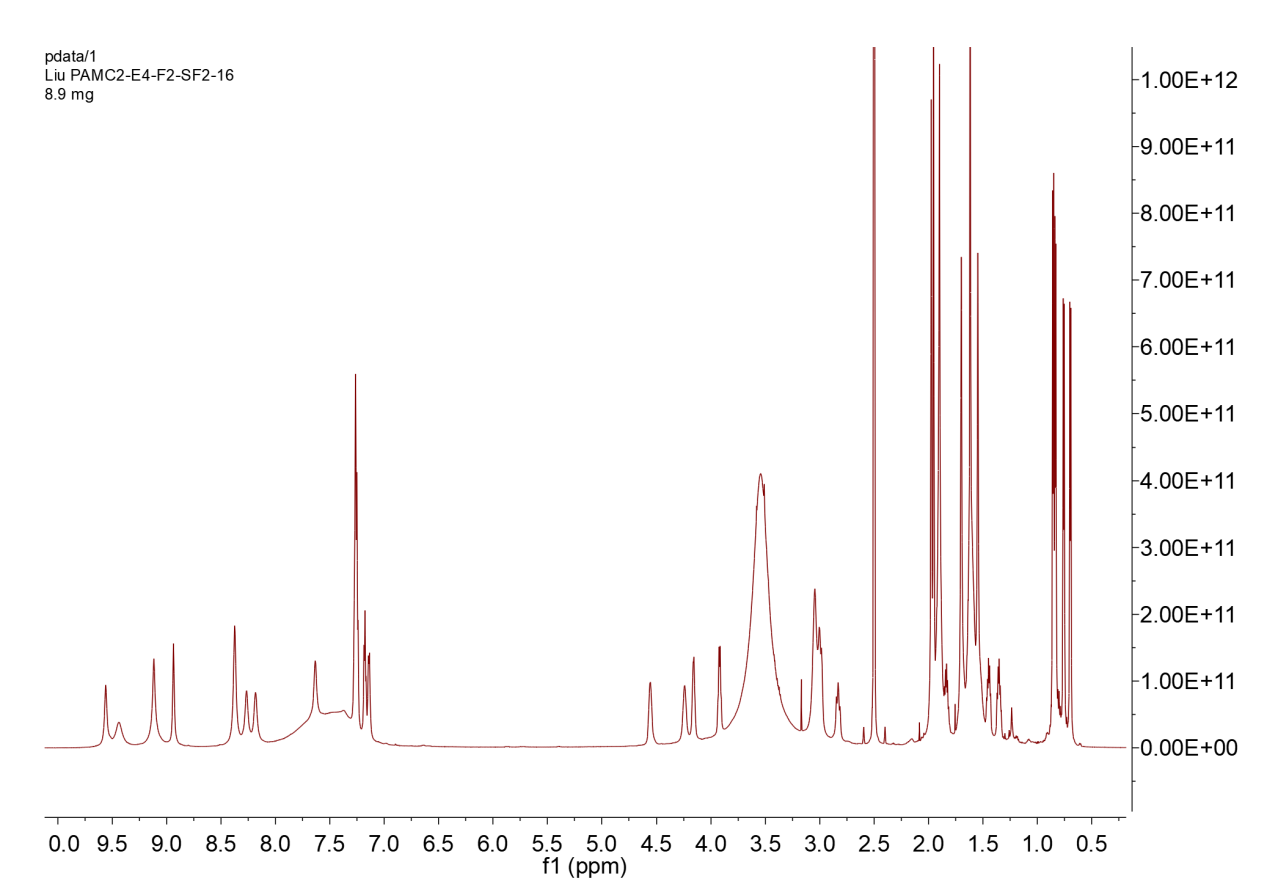 pdata/1
Liu PAMC2-E4-F2-SF2-16
8.9 mg
1.00E+12
9.00E+11
8.00E+11
7.00E+11
6.00E+11
5.00E+11
4.00E+11
3.00E+11
2.00E+11
1.00E+11
0.00E+00
0.0 9.5 9.0 8.5 8.0 7.5 7.0 6.5 6.0 5.5 5.0 4.5 4.0 3.5 3.0 2.5 2.0 1.5 1.0 0.5
f1 (ppm)